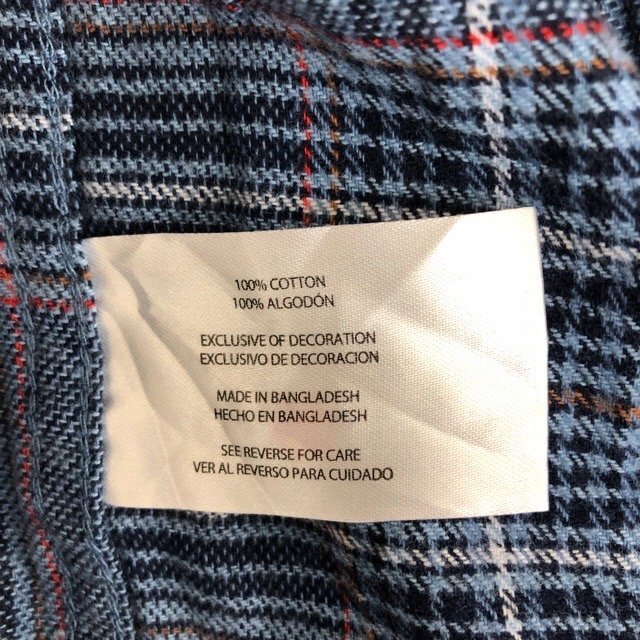 100% COTTON
100% ALGODÓN
EXCLUSIVE OF DECORATION
EXCLUSIVO DE DECORACION
MADE IN BANGLADESH
HECHO EN BANGLADESH
SEE REVERSE FOR CARE
VER AL REVERSO PARA CUIDADO